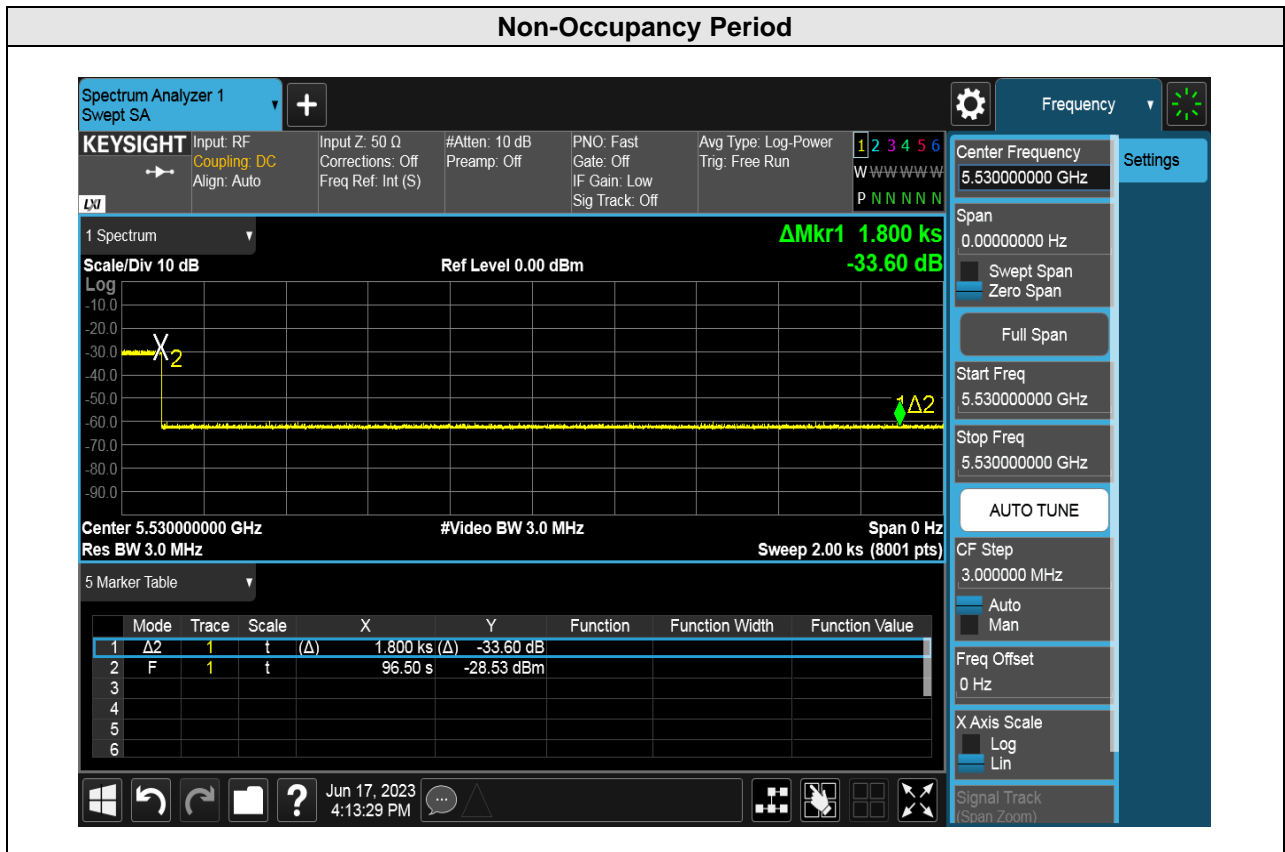 Non-Occupancy Period
Spectrum Analyzer 1
Swept SA
Frequency
KEYSIGHT
Input: RF
Coupling: DC
Align: Auto
Input Z: 50 Ω
Corrections: Off
Freq Ref: Int (S)
#Atten: 10 dB
Preamp: Off
PNO: Fast
Gate: Off
IF Gain: Low
Sig Track: Off
Avg Type: Log-Power
Trig: Free Run
1 2 3 4 5 6
W W W W W W
P N N N N N
LXI
1 Spectrum
ΔMkr1 1.800 ks
Scale/Div 10 dB Ref Level 0.00 dBm -33.60 dB
Log
-10.0
-20.0
-30.0
X2
-40.0
-50.0
1Δ2
-60.0
-70.0
-80.0
-90.0
Center 5.530000000 GHz #Video BW 3.0 MHz Span 0 Hz
Res BW 3.0 MHz Sweep 2.00 ks (8001 pts)
5 Marker Table
Mode Trace Scale X Y Function Function Width Function Value
1 Δ2 1 t (Δ) 1.800 ks (Δ) -33.60 dB
2 F 1 t 96.50 s -28.53 dBm
3
4
5
6
Jun 17, 2023
4:13:29 PM
?
Center Frequency
5.530000000 GHz
Settings
Span
0.00000000 Hz
Swept Span
Zero Span
Full Span
Start Freq
5.530000000 GHz
Stop Freq
5.530000000 GHz
AUTO TUNE
CF Step
3.000000 MHz
Auto
Man
Freq Offset
0 Hz
X Axis Scale
Log
Lin
Signal Track
(Span Zoom)